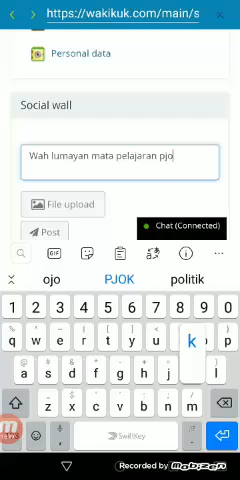 https://wakikuk.com/main/s
Personal data
Social wall
Wah lumayan mata pelajaran pjo
File upload
Post
Chat (Connected)
GIF
ojo PJOK politik
1 2 3 4 5 6 7 8 9 0
q w e r t y u k p
a s d f g h j l
z x c v b n m
SwiftKey
Recorded by Mobizen